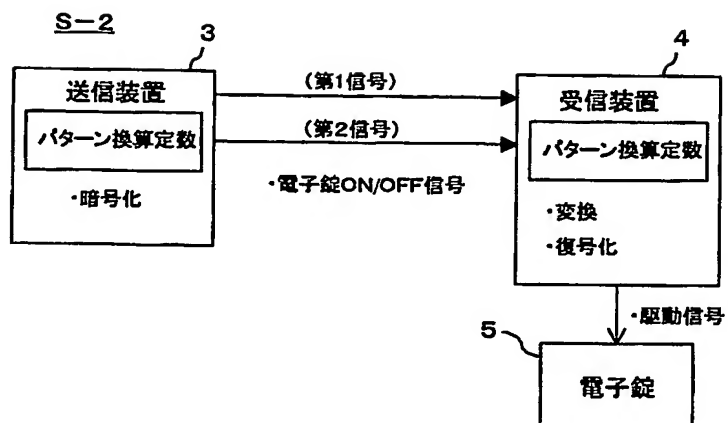 S-2
3
送信装置
パターン換算定数
・暗号化
(第1信号)
(第2信号)
・電子錠ON/OFF信号
4
受信装置
パターン換算定数
・変換
・復号化
・駆動信号
5
電子錠